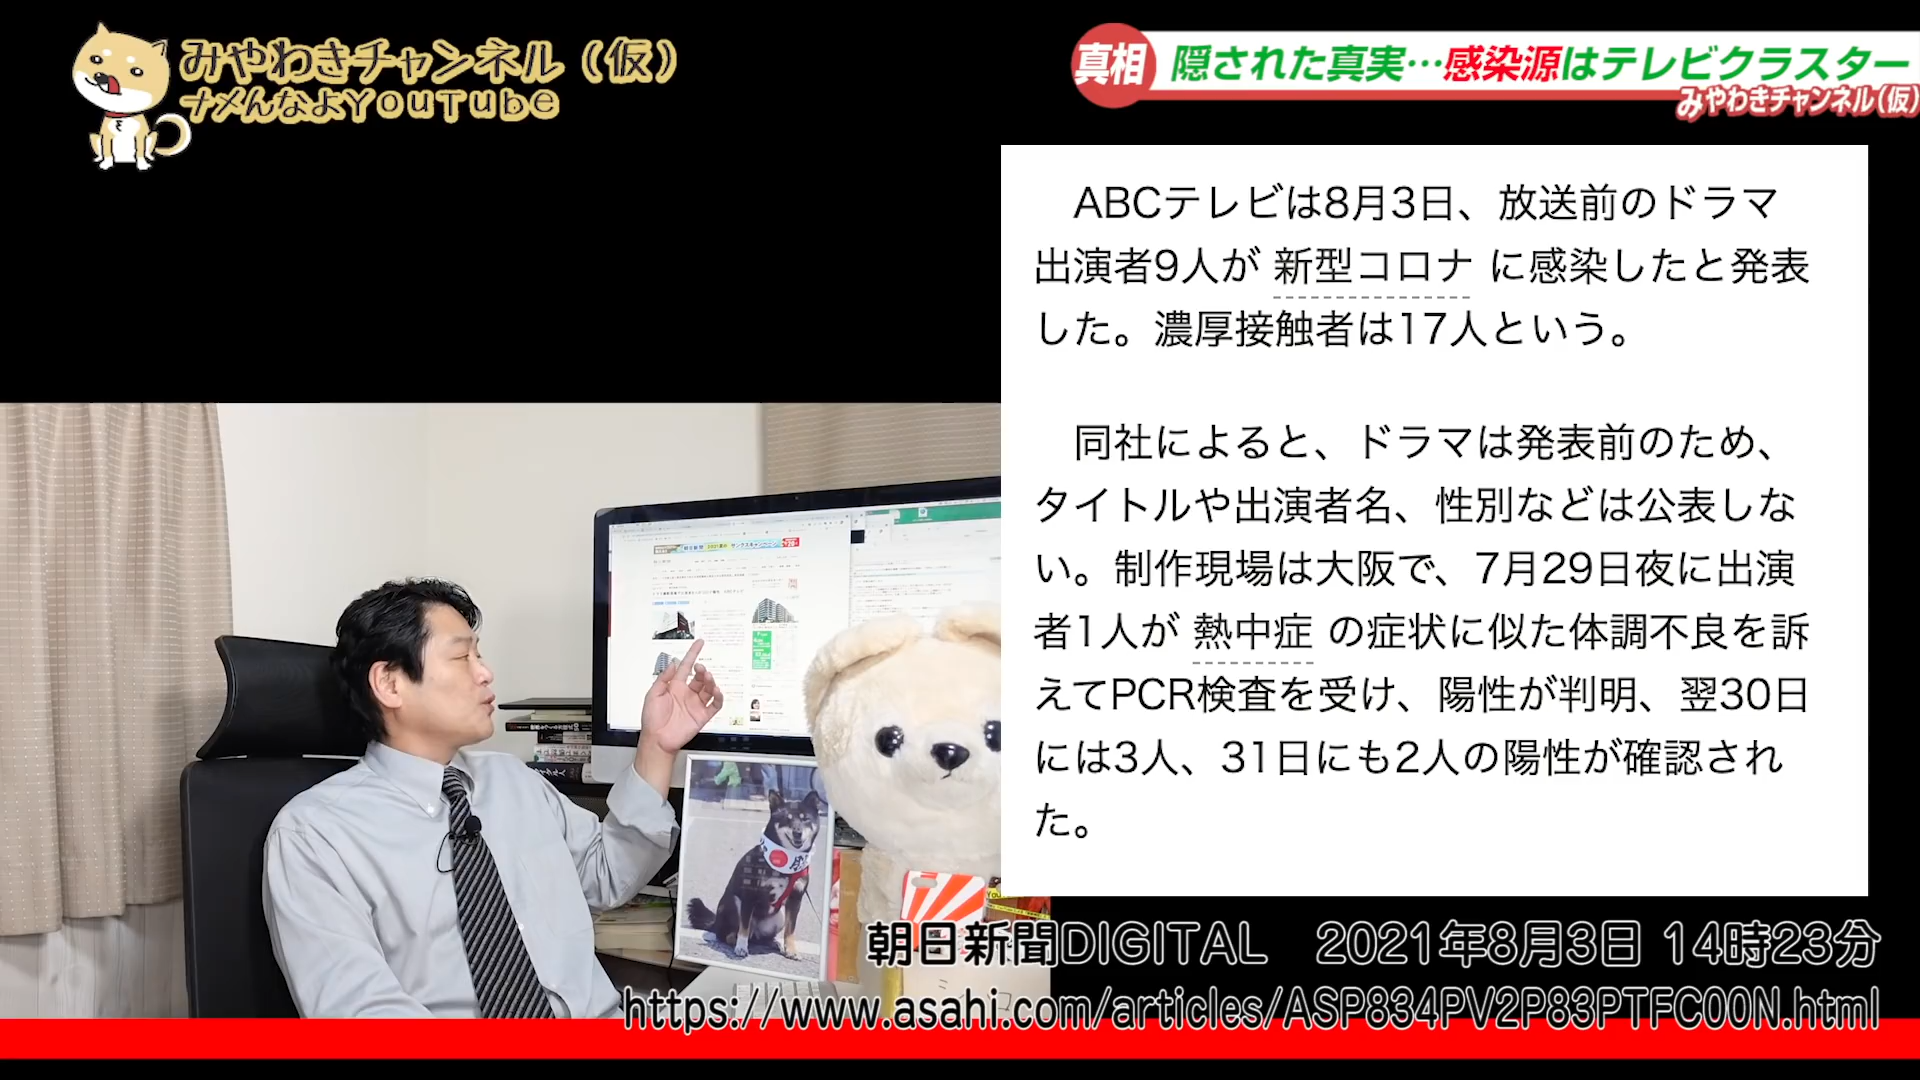 みやわきチャンネル（仮）
ナメんなよYouTube
真相 隠された真実…感染源はテレビクラスター
みやわきチャンネル(仮)
ABCテレビは8月3日、放送前のドラマ
出演者9人が 新型コロナ に感染したと発表
した。濃厚接触者は17人という。
同社によると、ドラマは発表前のため、
タイトルや出演者名、性別などは公表しな
い。制作現場は大阪で、7月29日夜に出演
者1人が 熱中症 の症状に似た体調不良を訴
えてPCR検査を受け、陽性が判明、翌30日
には3人、31日にも2人の陽性が確認され
た。
朝日新聞DIGITAL　2021年8月3日 14時23分
https://www.asahi.com/articles/ASP834PV2P83PTFC00N.html